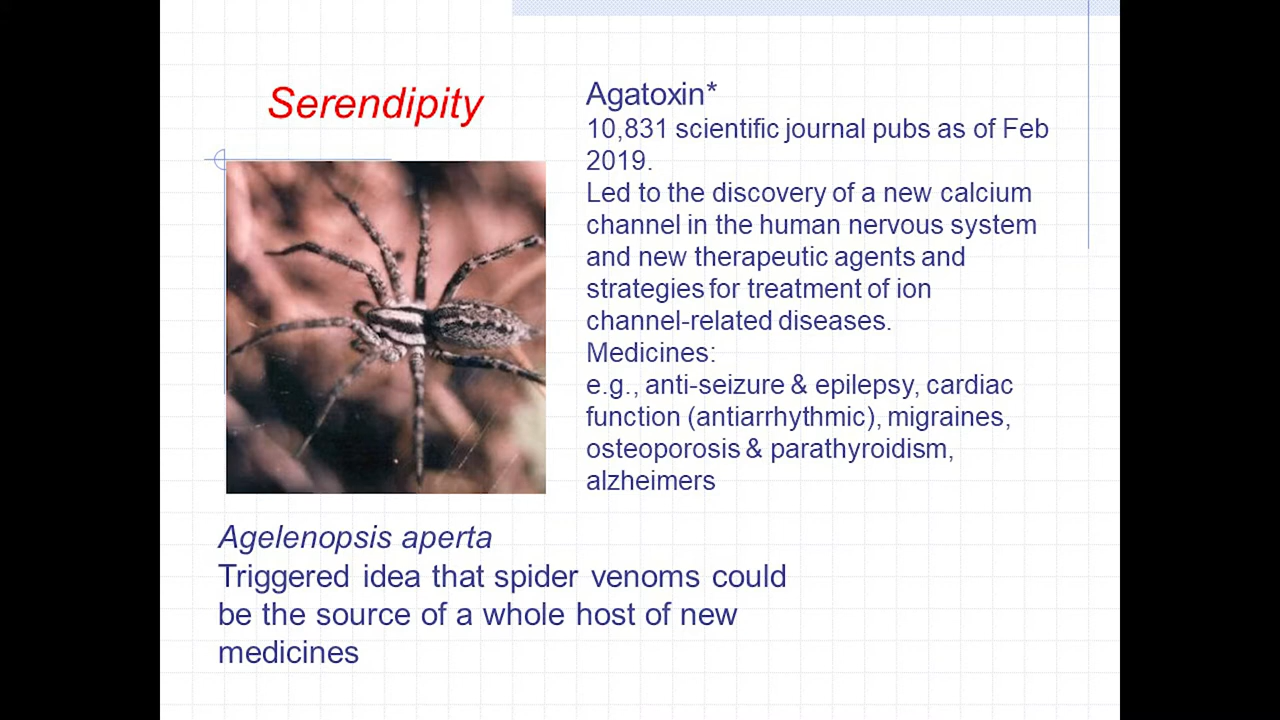 Serendipity
Agatoxin*
10,831 scientific journal pubs as of Feb
2019.
Led to the discovery of a new calcium
channel in the human nervous system
and new therapeutic agents and
strategies for treatment of ion
channel-related diseases.
Medicines:
e.g., anti-seizure & epilepsy, cardiac
function (antiarrhythmic), migraines,
osteoporosis & parathyroidism,
alzheimers
Agelenopsis aperta
Triggered idea that spider venoms could
be the source of a whole host of new
medicines